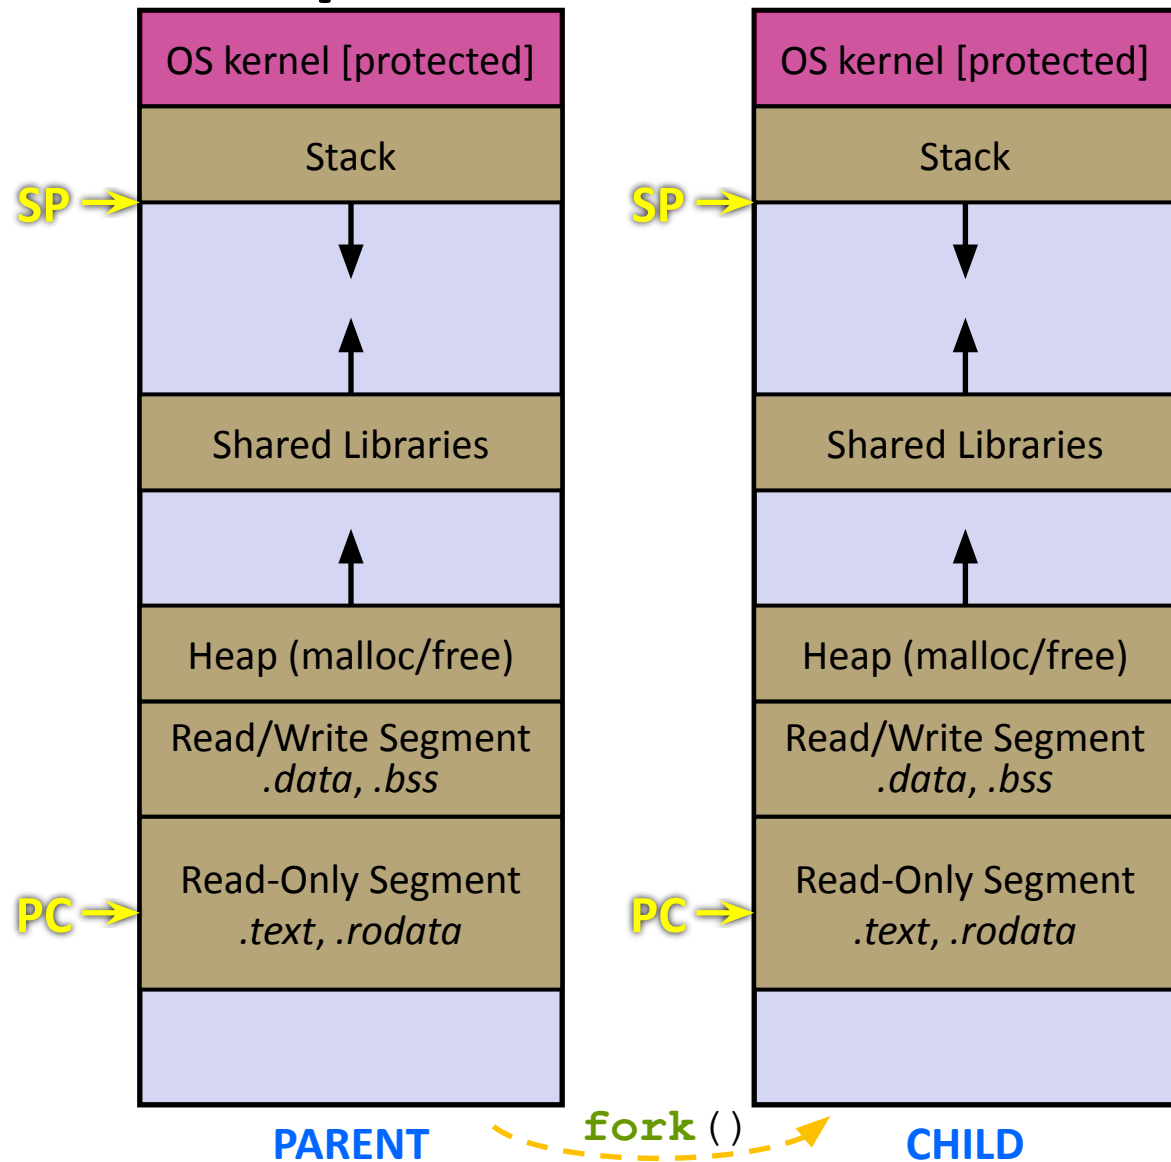 OS kernel [protected]
Stack
SP
Shared Libraries
Heap (malloc/free)
Read/Write Segment
.data, .bss
Read-Only Segment
.text, .rodata
PC
PARENT
fork()
OS kernel [protected]
Stack
SP
Shared Libraries
Heap (malloc/free)
Read/Write Segment
.data, .bss
Read-Only Segment
.text, .rodata
PC
CHILD